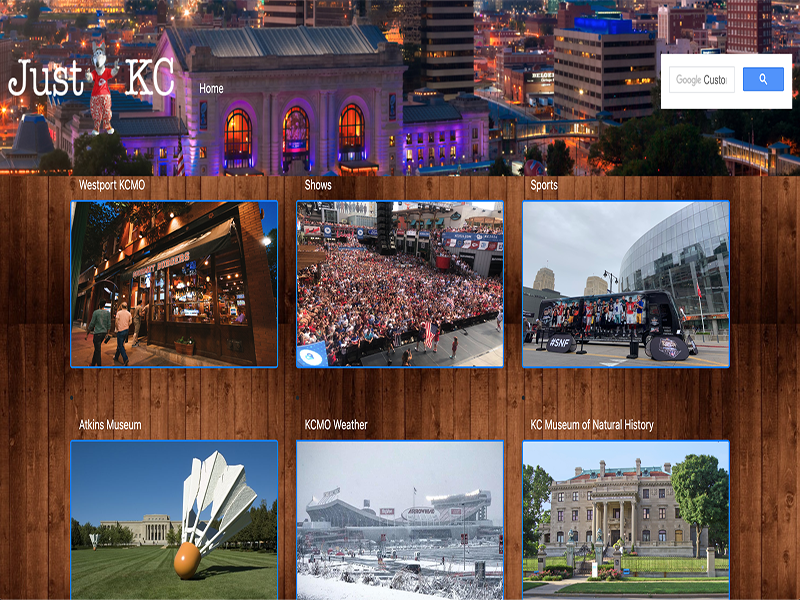 Just KC
Home
Google Custo
Westport KCMO
Shows
Sports
#SNF
Atkins Museum
KCMO Weather
KC Museum of Natural History
ARROWHEAD